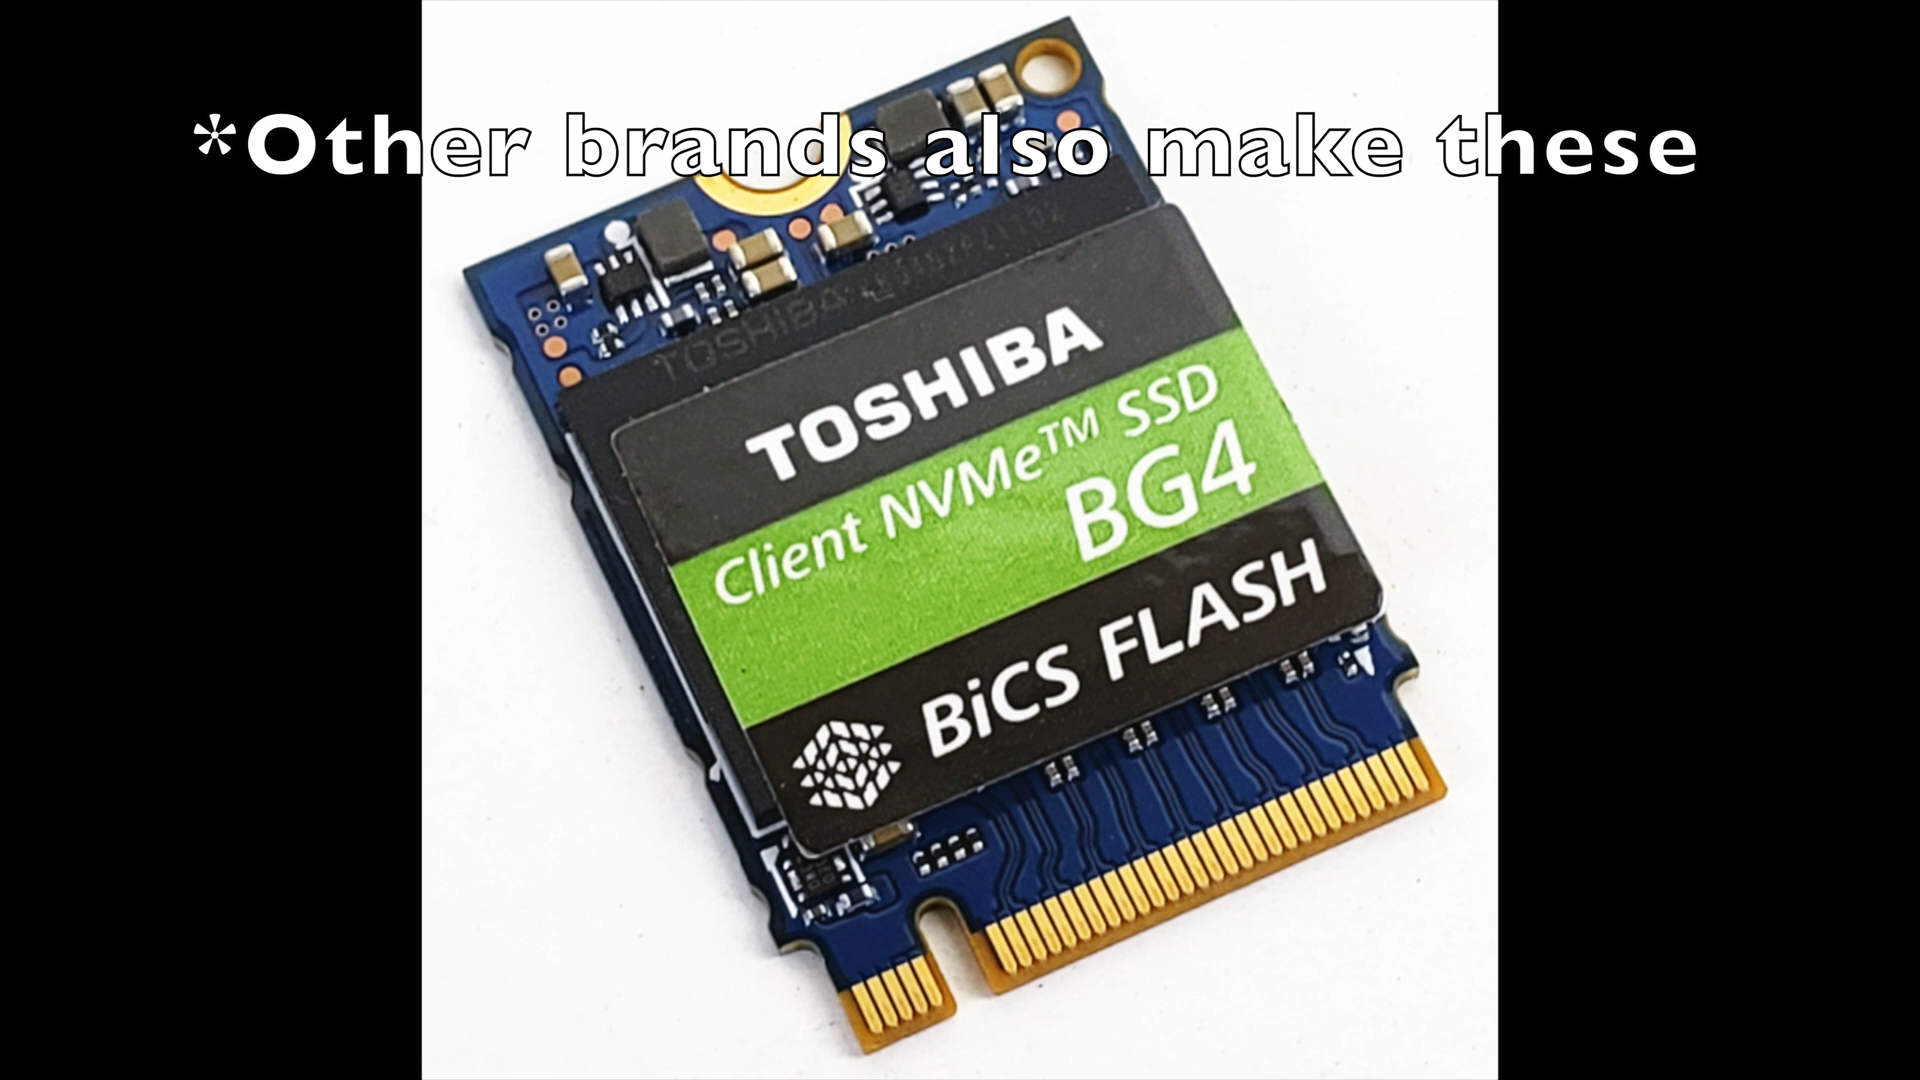 *Other brands also make these
TOSHIBA
TOSHIBA
Client NVMe™ SSD
BG4
BiCS FLASH